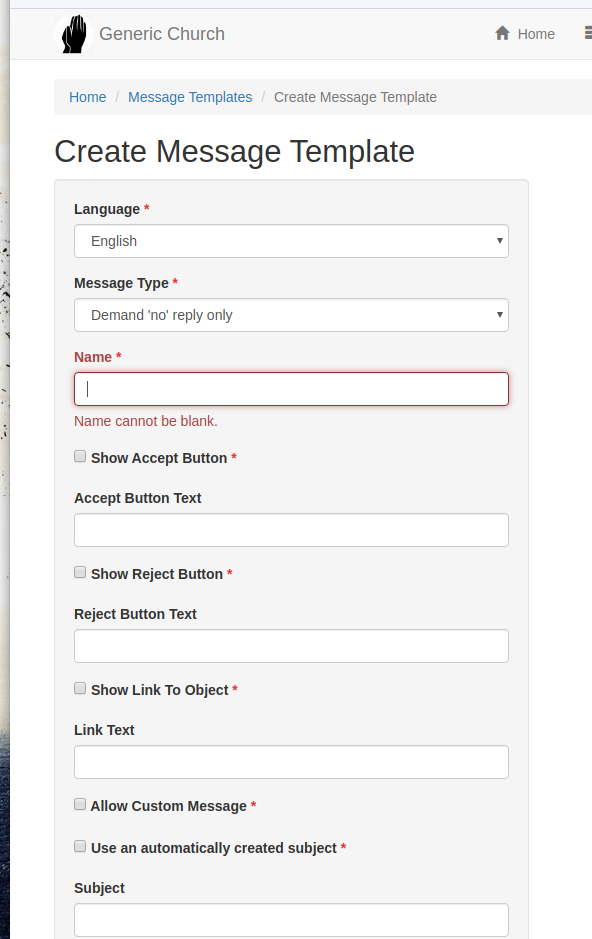 Generic Church
Home
Home / Message Templates / Create Message Template
Create Message Template
Language *
English
Message Type *
Demand 'no' reply only
Name *
Name cannot be blank.
Show Accept Button *
Accept Button Text
Show Reject Button *
Reject Button Text
Show Link To Object *
Link Text
Allow Custom Message *
Use an automatically created subject *
Subject